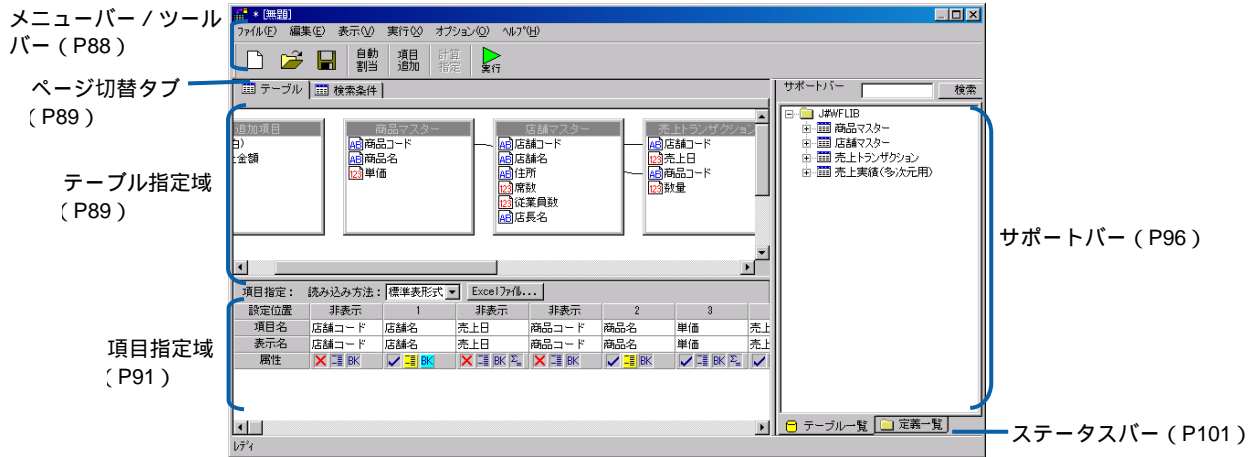 メニューバー / ツール
バー ( P88 )
ページ切替タブ
( P89 )
テーブル指定域
( P89 )
項目指定域
( P91 )
サポートバー ( P96 )
ステータスバー ( P101 )
* [無題]
ファイル(F) 編集(E) 表示(V) 実行(X) オプション(O) ヘルプ(H)
自動割当 項目追加 計算指定 実行
テーブル 検索条件
サポートバー 検索
追加項目
金額
商品マスター
商品コード
商品名
単価
店舗マスター
店舗コード
店舗名
住所
席数
従業員数
店長名
売上トランザクション
店舗コード
売上日
商品コード
数量
J#WFLIB
商品マスター
店舗マスター
売上トランザクション
売上実績(多次元用)
項目指定: 読み込み方法: 標準表形式 Excelファイル...
設定位置 非表示 1 非表示 非表示 2 3
項目名 店舗コード 店舗名 売上日 商品コード 商品名 単価 売上
表示名 店舗コード 店舗名 売上日 商品コード 商品名 単価 売上
属性 BK BK BK Σ BK BK BK Σ
テーブル一覧 定義一覧
レディ